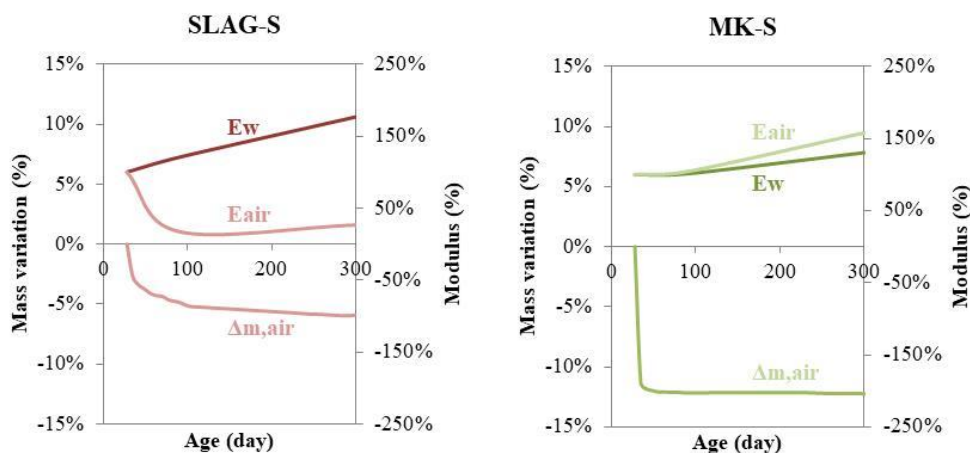 SLAG-S
15%
10%
5%
0%
-5%
-10%
-15%
Mass variation (%)
0
100
200
300
Age (day)
250%
150%
50%
-50%
-150%
-250%
Modulus (%)
Ew
Eair
Δm,air
MK-S
15%
10%
5%
0%
-5%
-10%
-15%
Mass variation (%)
0
100
200
300
Age (day)
250%
150%
50%
-50%
-150%
-250%
Modulus (%)
Eair
Ew
Δm,air